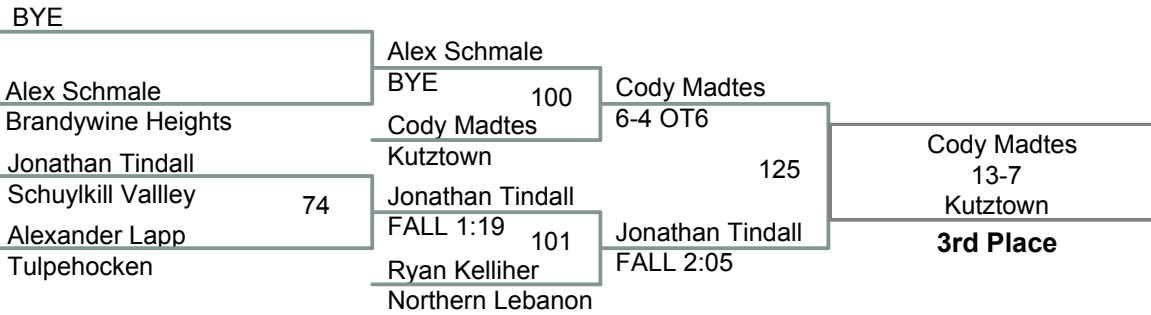 BYE
Alex Schmale
Brandywine Heights
Jonathan Tindall
Schuylkill Vallley
74
Alexander Lapp
Tulpehocken
Alex Schmale
BYE
100
Cody Madtes
Kutztown
Jonathan Tindall
FALL 1:19
101
Ryan Kelliher
Northern Lebanon
Cody Madtes
6-4 OT6
125
Jonathan Tindall
FALL 2:05
Cody Madtes
13-7
Kutztown
3rd Place